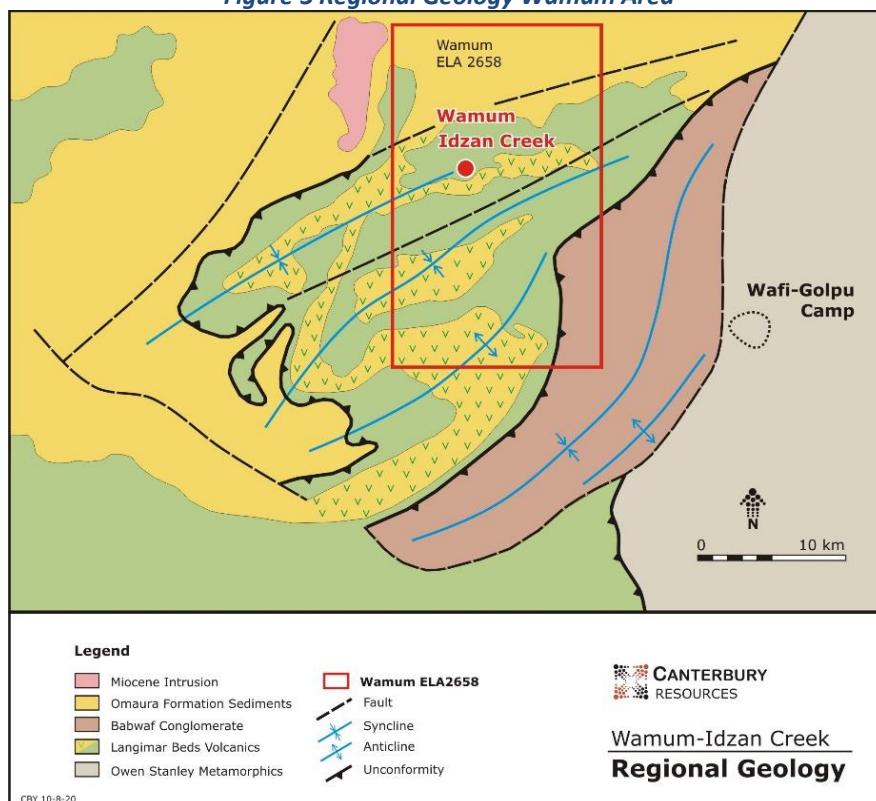 Figure 3 Regional Geology Wamum Area
Wamum
ELA 2658
Wamum
Idzan Creek
Wafi-Golpu
Camp
N
0 10 km
Legend
Miocene Intrusion
Omaura Formation Sediments
Babwaf Conglomerate
Langimar Beds Volcanics
Owen Stanley Metamorphics
Wamum ELA2658
Fault
Syncline
Anticline
Unconformity
CANTERBURY
RESOURCES
Wamum-Idzan Creek
Regional Geology
CBY 10-8-20